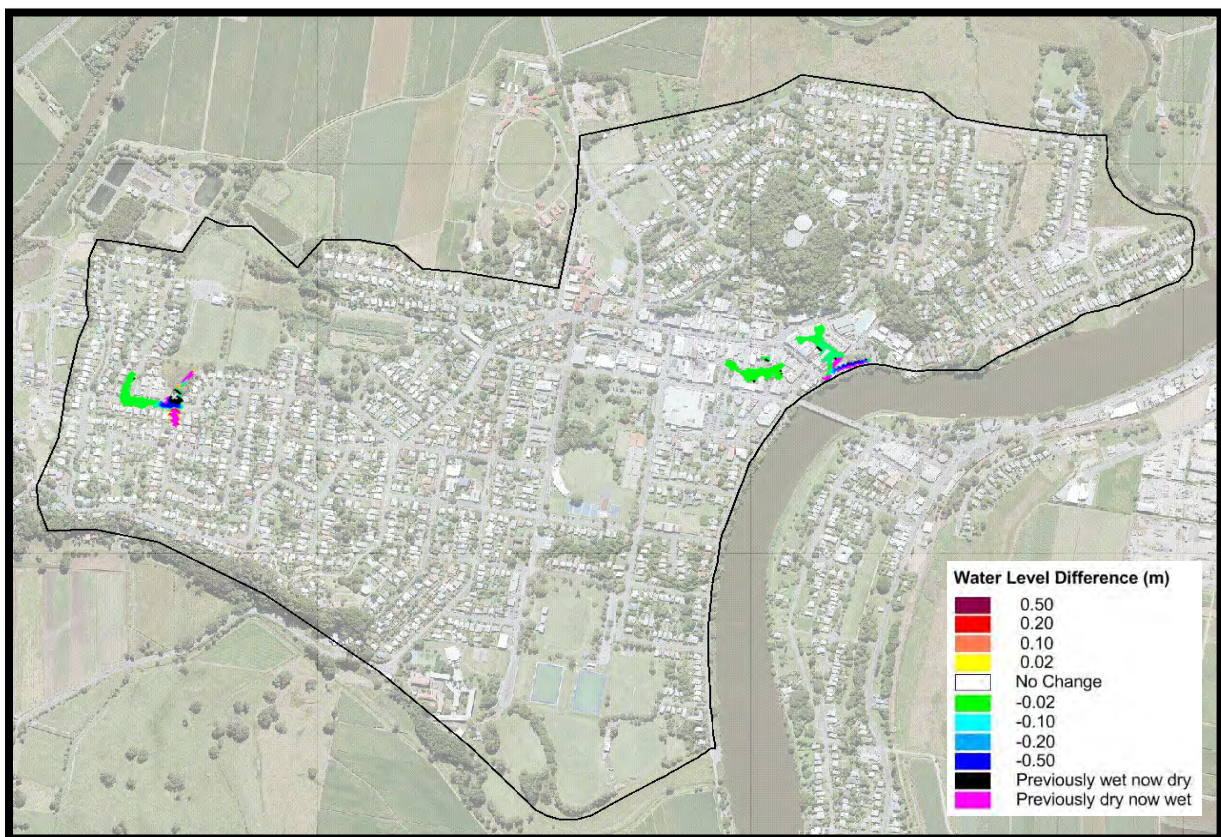 Water Level Difference (m)
0.50
0.20
0.10
0.02
No Change
-0.02
-0.10
-0.20
-0.50
Previously wet now dry
Previously dry now wet